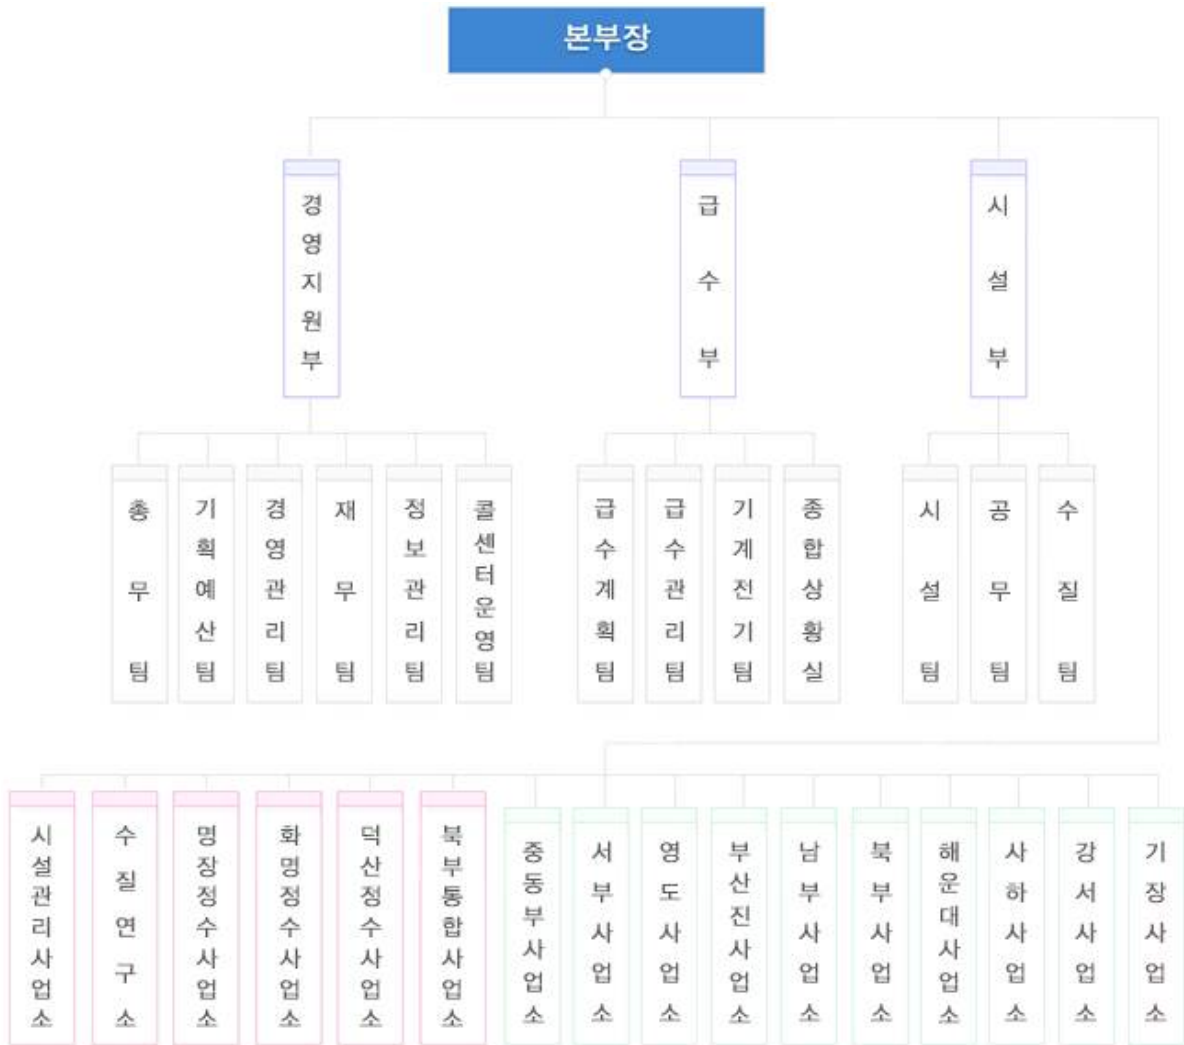 본부장
경영지원부
급수부
시설부
총무팀
기획예산팀
경영관리팀
재무팀
정보관리팀
콜센터운영팀
급수계획팀
급수관리팀
기계전기팀
종합상황실
시설팀
공무팀
수질팀
시설관리사업소
수질연구소
명장정수사업소
화명정수사업소
덕산정수사업소
북부통합사업소
중동부사업소
서부사업소
영도사업소
부산진사업소
남부사업소
북부사업소
해운대사업소
사하사업소
강서사업소
기장사업소